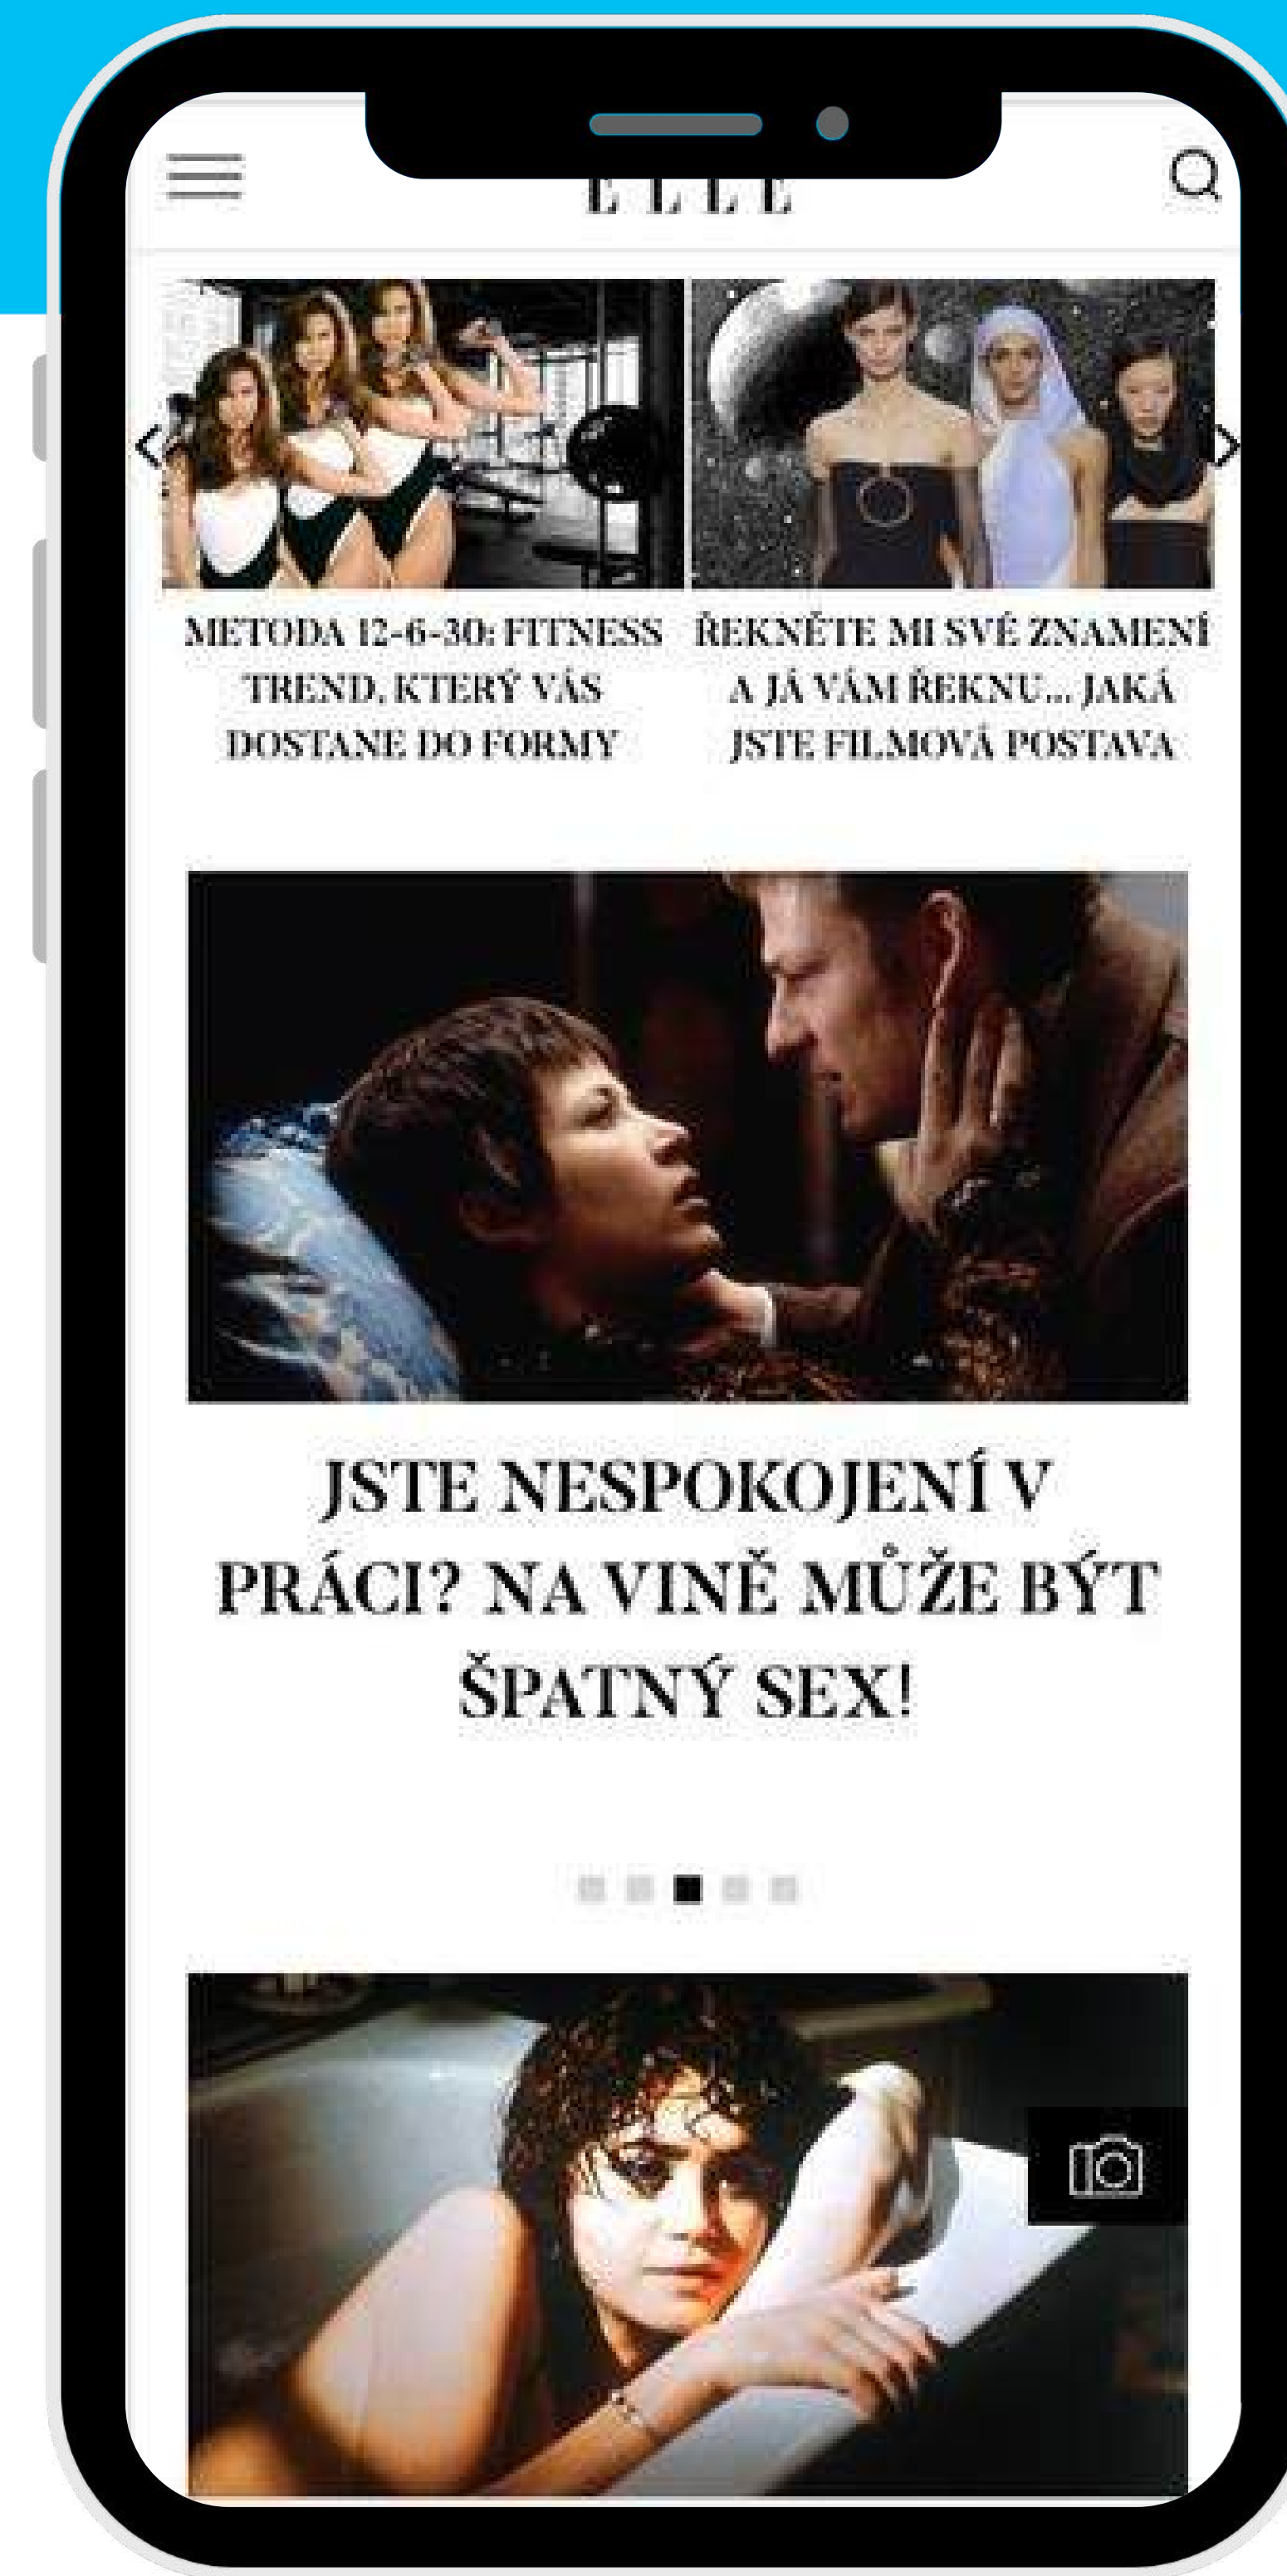 ELLE
METODA 12-6-30: FITNESS
TREND, KTERÝ VÁS
DOSTANE DO FORMY
ŘEKNĚTE MI SVÉ ZNAMENÍ
A JÁ VÁM ŘEKNU... JAKÁ
JSTE FILMOVÁ POSTAVA
JSTE NESPOKOJENÍ V
PRÁCI? NA VINĚ MŮŽE BÝT
ŠPATNÝ SEX!